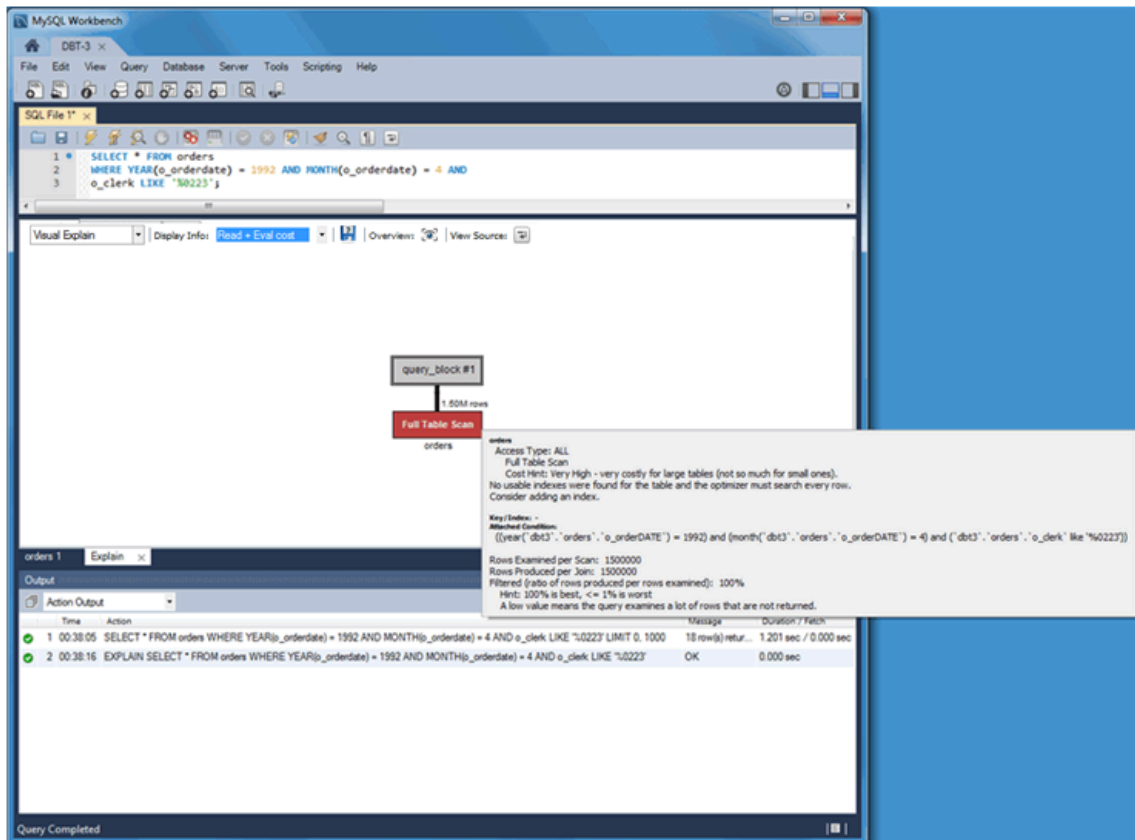 MySQL Workbench
DBT-3
File Edit View Query Database Server Tools Scripting Help
SQL File 1*
1 SELECT * FROM orders
2 WHERE YEAR(o_orderdate) = 1992 AND MONTH(o_orderdate) = 4 AND
3 o_clerk LIKE '%0223';
Visual Explain Display Info: Read + Eval cost Overview: View Source:
query_block #1
1.50M rows
Full Table Scan
orders
orders
Access Type: ALL
Full Table Scan
Cost Hint: Very High - very costly for large tables (not so much for small ones).
No usable indexes were found for the table and the optimizer must search every row.
Consider adding an index.
Key/Index: -
Attached Condition:
((year(`dbt3`.`orders`.`o_orderDATE`) = 1992) and (month(`dbt3`.`orders`.`o_orderDATE`) = 4) and (`dbt3`.`orders`.`o_clerk` like '%0223'))
Rows Examined per Scan: 1500000
Rows Produced per Join: 1500000
Filtered (ratio of rows produced per rows examined): 100%
Hint: 100% is best, <= 1% is worst
A low value means the query examines a lot of rows that are not returned.
orders 1 Explain
Output
Action Output
Time Action Message Duration / Fetch
1 00:38:05 SELECT * FROM orders WHERE YEAR(o_orderdate) = 1992 AND MONTH(o_orderdate) = 4 AND o_clerk LIKE '%0223' LIMIT 0, 1000 18 row(s) retur... 1.201 sec / 0.000 sec
2 00:38:16 EXPLAIN SELECT * FROM orders WHERE YEAR(o_orderdate) = 1992 AND MONTH(o_orderdate) = 4 AND o_clerk LIKE '%0223' OK 0.000 sec
Query Completed